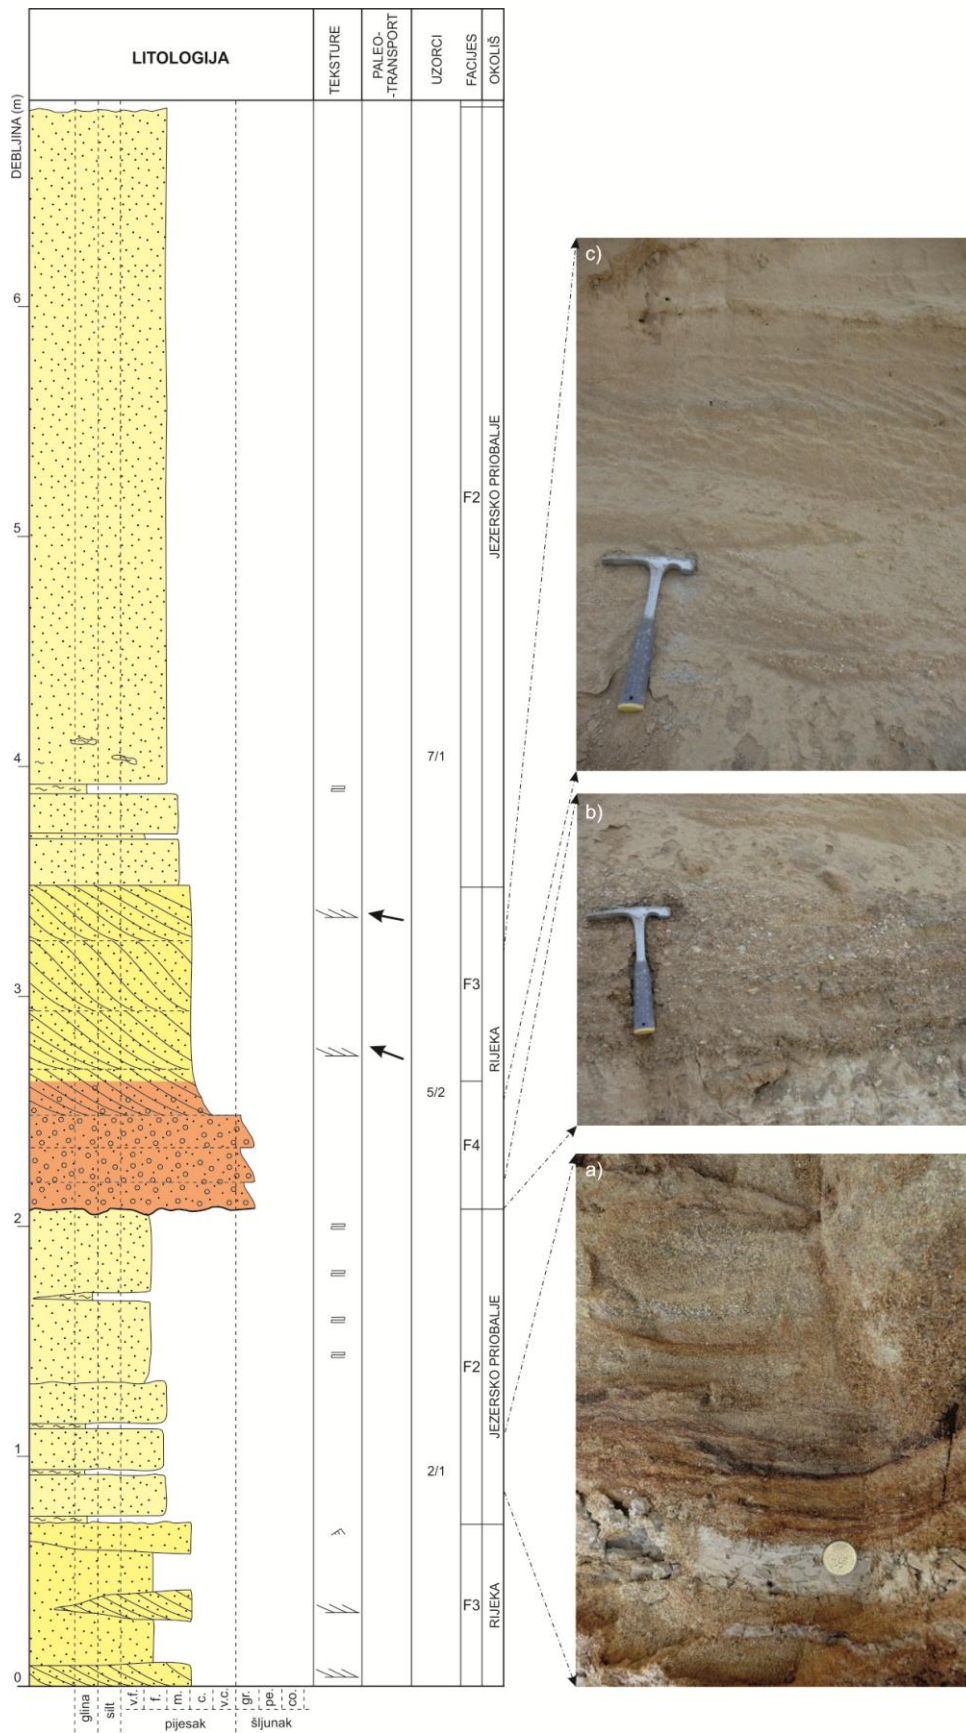 LITOLOGIJA
TEKSTURE
PALEO-
-TRANSPORT
UZORCI
FACIJES
OKOLIŠ
DEBLJINA (m)
c)
6
F2
JEZERSKO PRIOBALJE
5
4
7/1
b)
3
F3
RIJEKA
5/2
F4
a)
2
F2
JEZERSKO PRIOBALJE
1
2/1
F3
RIJEKA
0
glina
silt
v.f.
f.
m.
c.
v.c.
gr.
pe.
co.
pijesak
šljunak